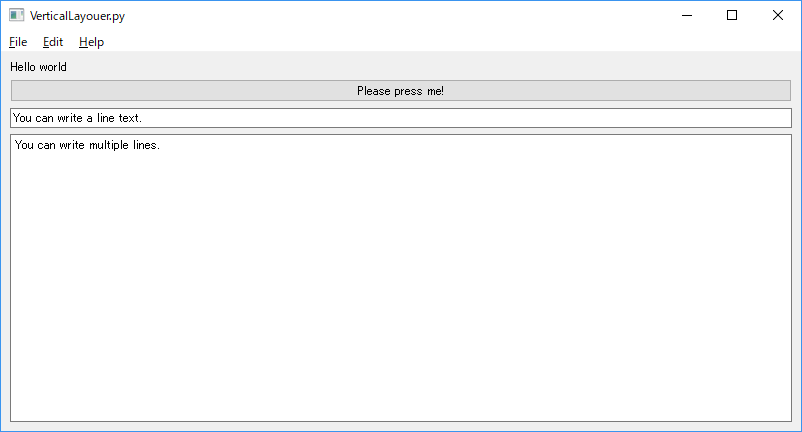 VerticalLayouer.py
File Edit Help
Hello world
Please press me!
You can write a line text.
You can write multiple lines.